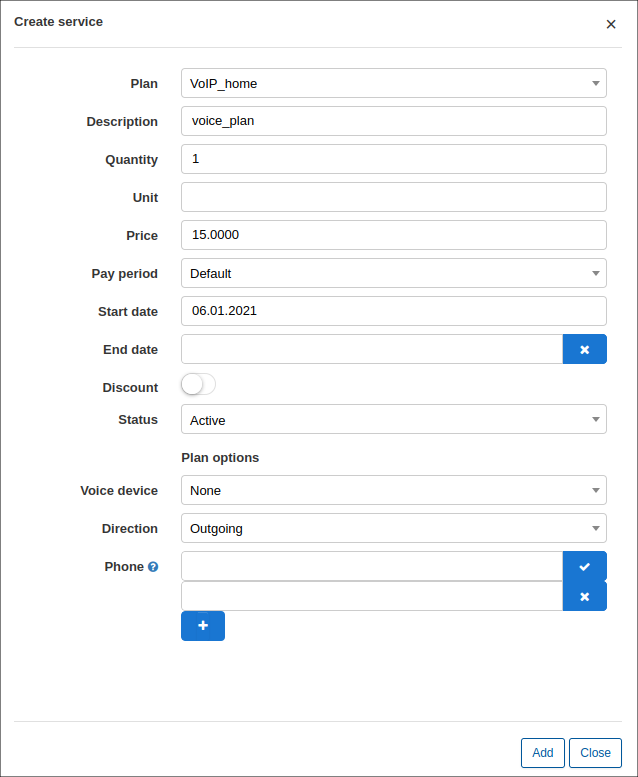 Create service
×
Plan VoIP_home
Description voice_plan
Quantity 1
Unit
Price 15.0000
Pay period Default
Start date 06.01.2021
End date
Discount
Status Active
Plan options
Voice device None
Direction Outgoing
Phone ?
Add Close